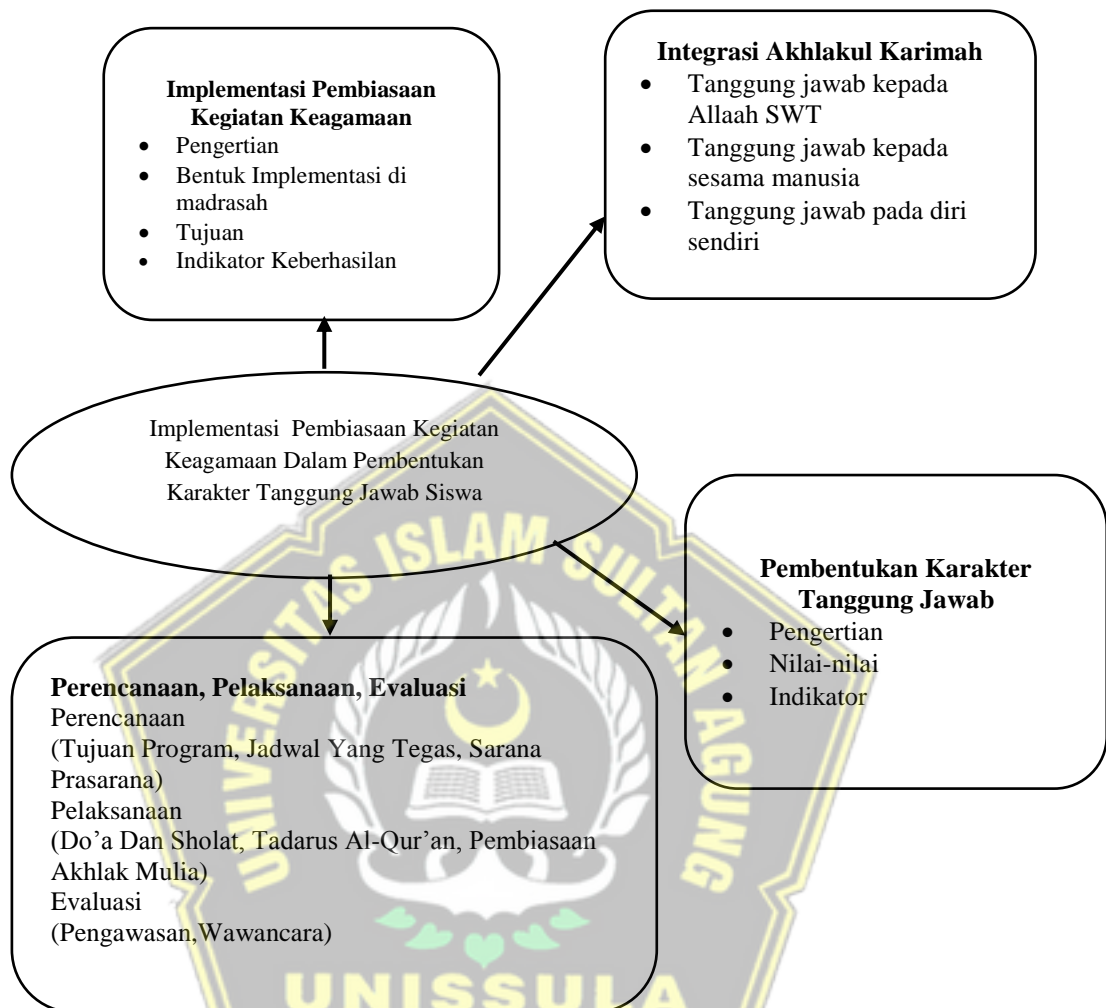 Implementasi Pembiasaan
Kegiatan Keagamaan
• Pengertian
• Bentuk Implementasi di
madrasah
• Tujuan
• Indikator Keberhasilan
Integrasi Akhlakul Karimah
• Tanggung jawab kepada
Allaah SWT
• Tanggung jawab kepada
sesama manusia
• Tanggung jawab pada diri
sendiri
Implementasi Pembiasaan Kegiatan
Keagamaan Dalam Pembentukan
Karakter Tanggung Jawab Siswa
Pembentukan Karakter
Tanggung Jawab
• Pengertian
• Nilai-nilai
• Indikator
Perencanaan, Pelaksanaan, Evaluasi
Perencanaan
(Tujuan Program, Jadwal Yang Tegas, Sarana
Prasarana)
Pelaksanaan
(Do’a Dan Sholat, Tadarus Al-Qur’an, Pembiasaan
Akhlak Mulia)
Evaluasi
(Pengawasan,Wawancara)
UNIVERSITAS ISLAM SULTAN AGUNG
UNISSULA